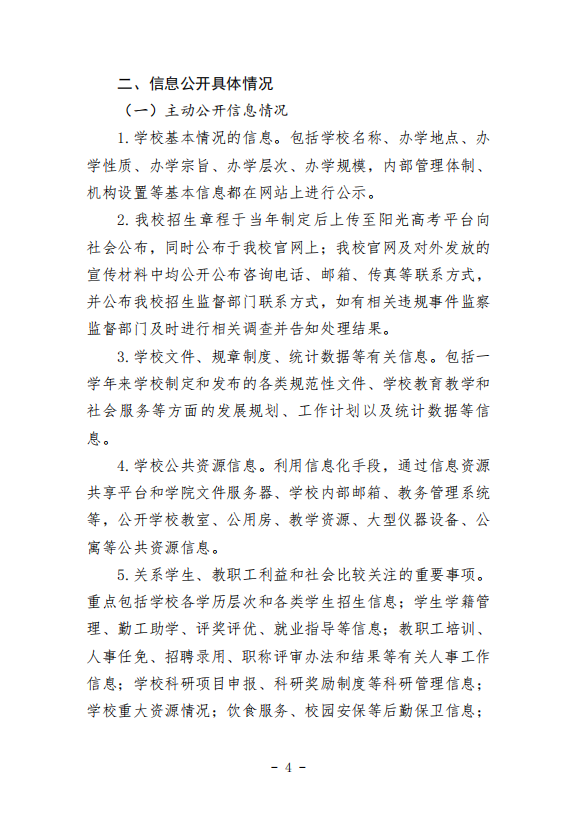 二、信息公开具体情况
（一）主动公开信息情况
1.学校基本情况的信息。包括学校名称、办学地点、办
学性质、办学宗旨、办学层次、办学规模，内部管理体制、
机构设置等基本信息都在网站上进行公示。
2.我校招生章程于当年制定后上传至阳光高考平台向
社会公布，同时公布于我校官网上；我校官网及对外发放的
宣传材料中均公开公布咨询电话、邮箱、传真等联系方式，
并公布我校招生监督部门联系方式，如有相关违规事件监察
监督部门及时进行相关调查并告知处理结果。
3.学校文件、规章制度、统计数据等有关信息。包括一
学年来学校制定和发布的各类规范性文件、学校教育教学和
社会服务等方面的发展规划、工作计划以及统计数据等信
息。
4.学校公共资源信息。利用信息化手段，通过信息资源
共享平台和学院文件服务器、学校内部邮箱、教务管理系统
等，公开学校教室、公用房、教学资源、大型仪器设备、公
寓等公共资源信息。
5.关系学生、教职工利益和社会比较关注的重要事项。
重点包括学校各学历层次和各类学生招生信息；学生学籍管
理、勤工助学、评奖评优、就业指导等信息；教职工培训、
人事任免、招聘录用、职称评审办法和结果等有关人事工作
信息；学校科研项目申报、科研奖励制度等科研管理信息；
学校重大资源情况；饮食服务、校园安保等后勤保卫信息；
- 4 -